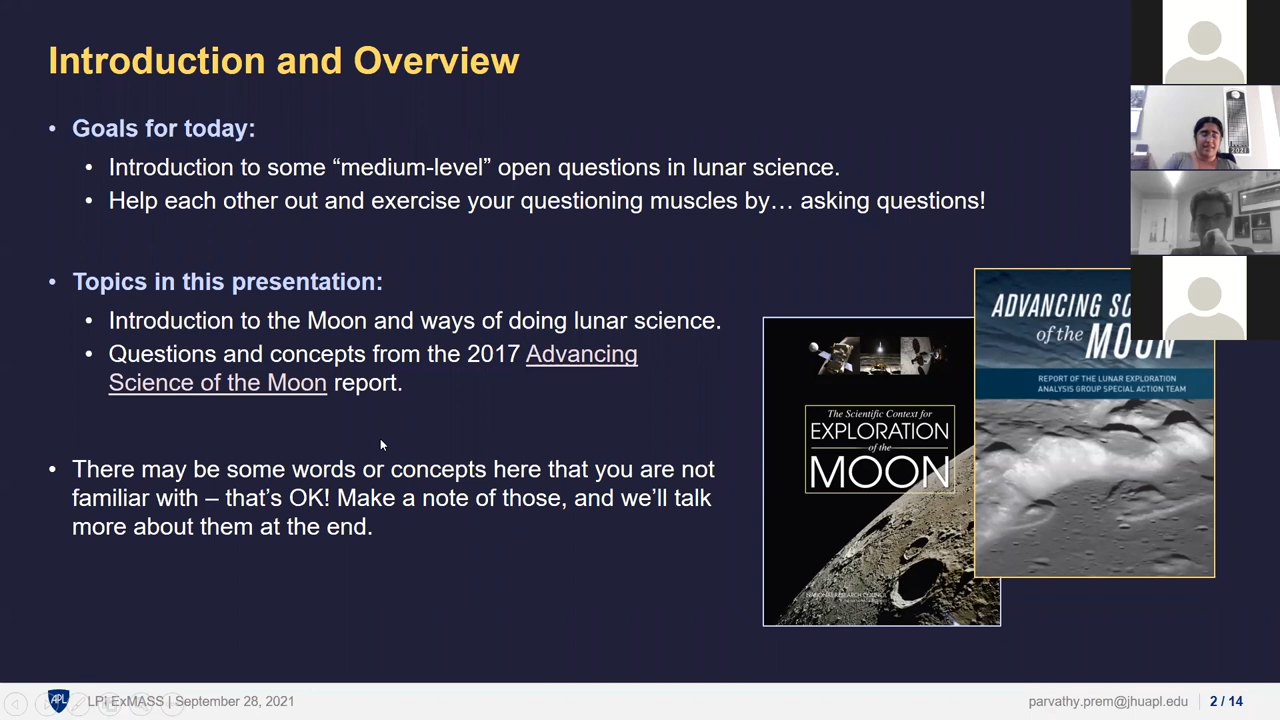 Introduction and Overview
• Goals for today:
• Introduction to some “medium-level” open questions in lunar science.
• Help each other out and exercise your questioning muscles by… asking questions!
• Topics in this presentation:
• Introduction to the Moon and ways of doing lunar science.
• Questions and concepts from the 2017 Advancing
Science of the Moon report.
• There may be some words or concepts here that you are not
familiar with – that’s OK! Make a note of those, and we’ll talk
more about them at the end.
The Scientific Context for
EXPLORATION
of the
MOON
NATIONAL RESEARCH COUNCIL
ADVANCING SC
of the MOON
REPORT OF THE LUNAR EXPLORATION
ANALYSIS GROUP SPECIAL ACTION TEAM
APL
LPI ExMASS | September 28, 2021
parvathy.prem@jhuapl.edu
2 / 14